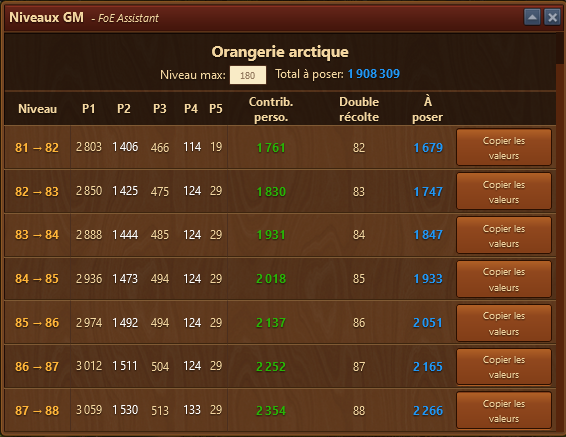 Niveaux GM - FoE Assistant
Orangerie arctique
Niveau max: 180 Total à poser: 1 908 309
Niveau P1 P2 P3 P4 P5 Contrib. perso. Double récolte À poser
81 → 82 2 803 1 406 466 114 19 1 761 82 1 679 Copier les valeurs
82 → 83 2 850 1 425 475 124 29 1 830 83 1 747 Copier les valeurs
83 → 84 2 888 1 444 485 124 29 1 931 84 1 847 Copier les valeurs
84 → 85 2 936 1 473 494 124 29 2 018 85 1 933 Copier les valeurs
85 → 86 2 974 1 492 494 124 29 2 137 86 2 051 Copier les valeurs
86 → 87 3 012 1 511 504 124 29 2 252 87 2 165 Copier les valeurs
87 → 88 3 059 1 530 513 133 29 2 354 88 2 266 Copier les valeurs